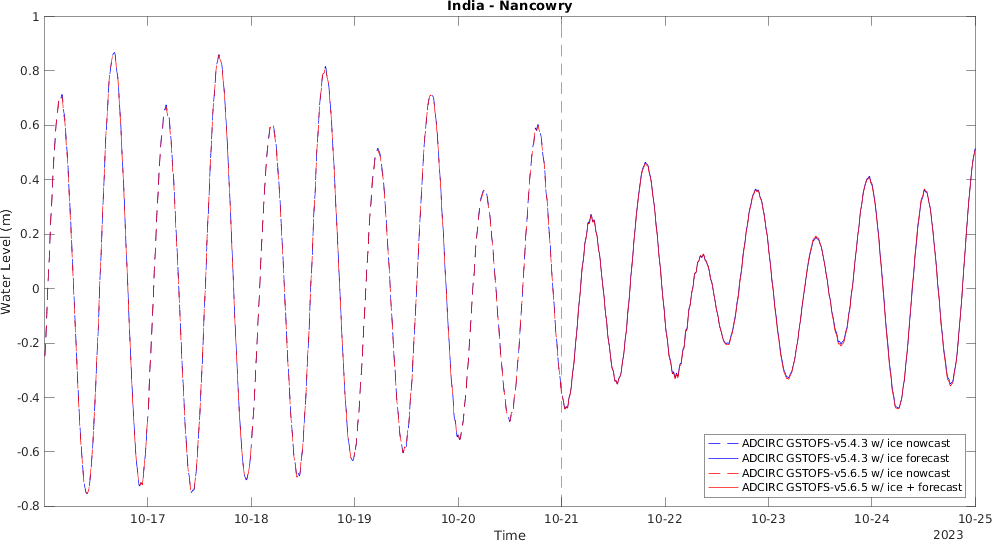 India - Nancowry
1
0.8
0.6
0.4
0.2
0
-0.2
-0.4
-0.6
-0.8
Water Level (m)
ADCIRC GSTOFS-v5.4.3 w/ ice nowcast
ADCIRC GSTOFS-v5.4.3 w/ ice forecast
ADCIRC GSTOFS-v5.6.5 w/ ice nowcast
ADCIRC GSTOFS-v5.6.5 w/ ice + forecast
10-17 10-18 10-19 10-20 10-21 10-22 10-23 10-24 10-25
Time
2023